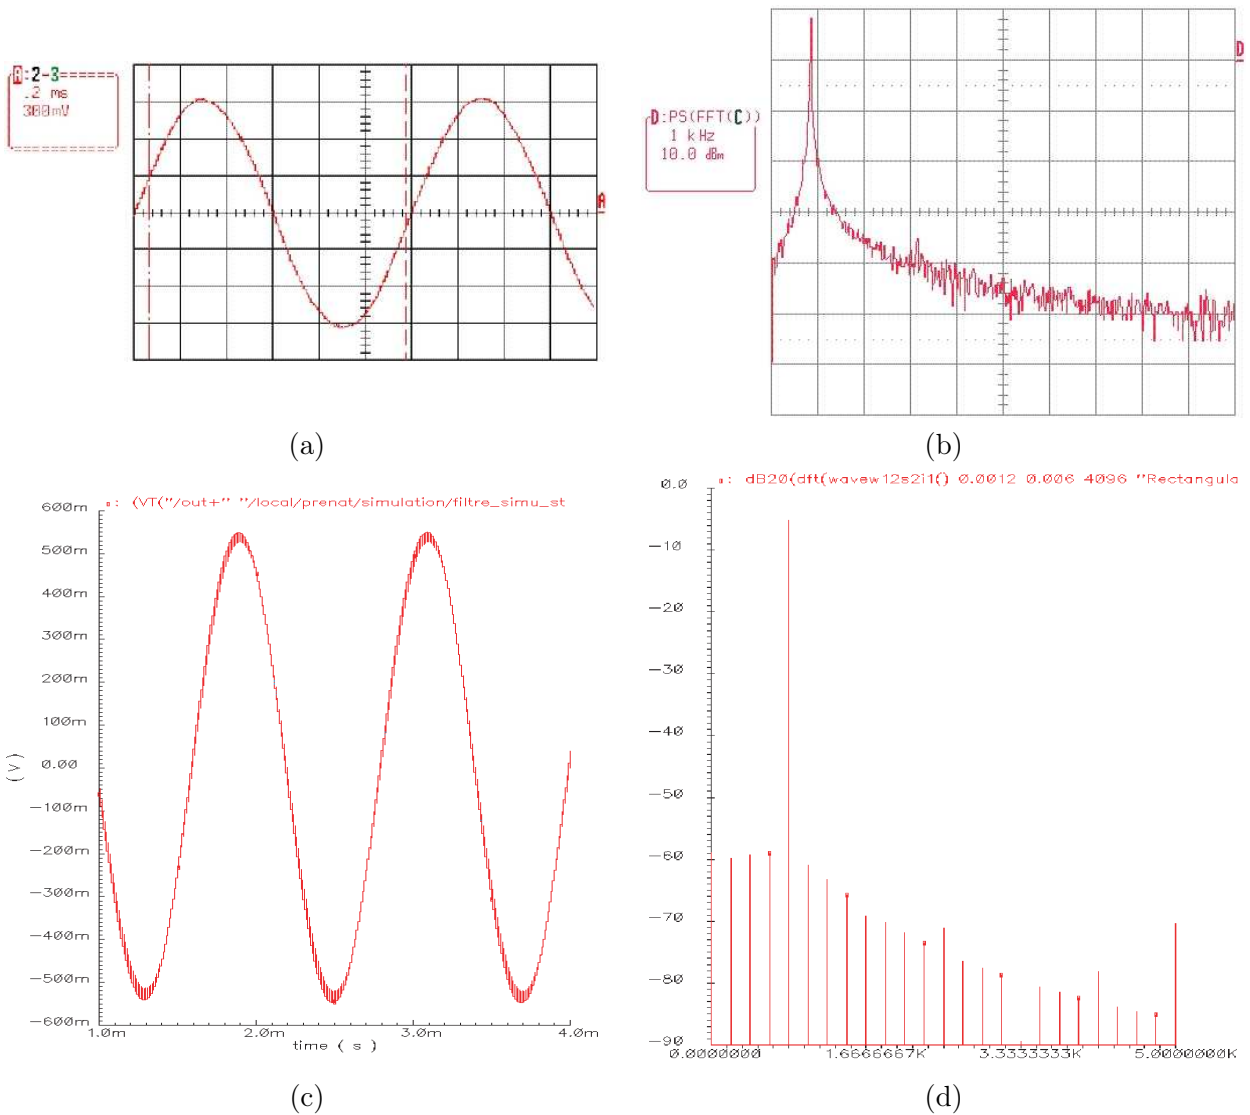 A:2-3
.2 ms
300mV
A
D:PS(FFT(C))
1 kHz
10.0 dBm
D
(a)
(b)
▫: (VT("/out+" "/local/prenat/simulation/filtre_simu_st
600m
500m
400m
300m
200m
100m
0.00
-100m
-200m
-300m
-400m
-500m
-600m
(V)
1.0m
2.0m
3.0m
4.0m
time ( s )
▫: dB20(dft(wavew12s2i1() 0.0012 0.006 4096 "Rectangula
0.0
-10
-20
-30
-40
-50
-60
-70
-80
-90
0.0000000
1.6666667K
3.3333333K
5.0000000K
(c)
(d)